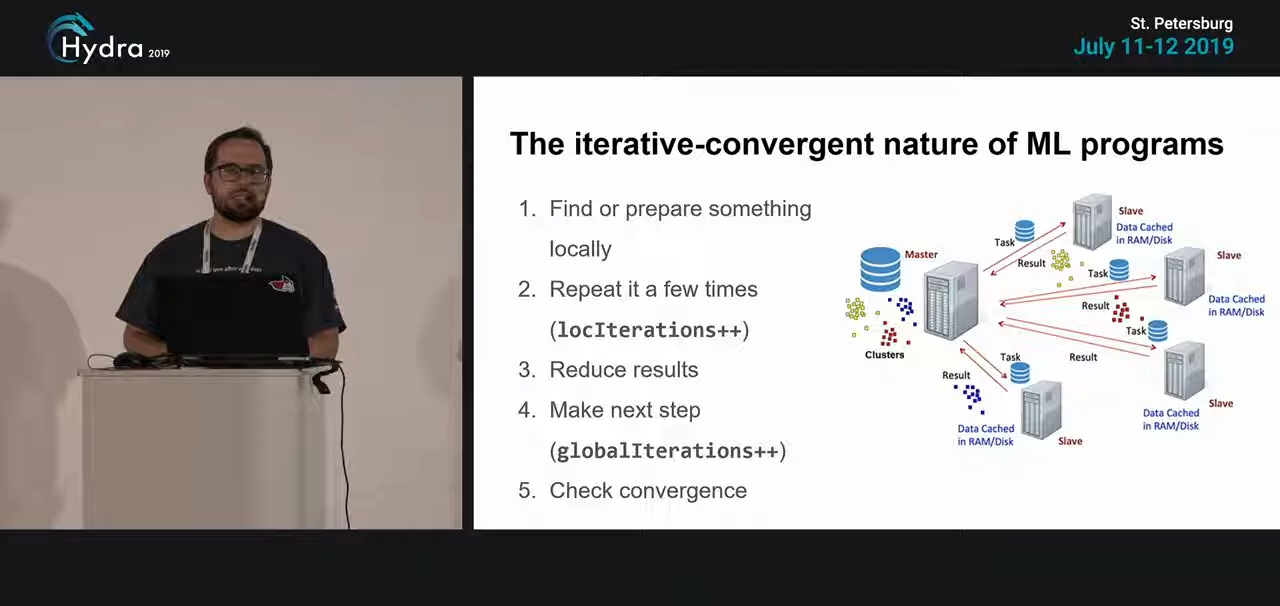 Hydra 2019
St. Petersburg
July 11-12 2019
The iterative-convergent nature of ML programs
1. Find or prepare something
locally
2. Repeat it a few times
(locIterations++)
3. Reduce results
4. Make next step
(globalIterations++)
5. Check convergence
Master
Clusters
Task
Result
Slave
Data Cached
in RAM/Disk
Task
Result
Slave
Data Cached
in RAM/Disk
Task
Result
Slave
Data Cached
in RAM/Disk
Task
Result
Data Cached
in RAM/Disk
Slave